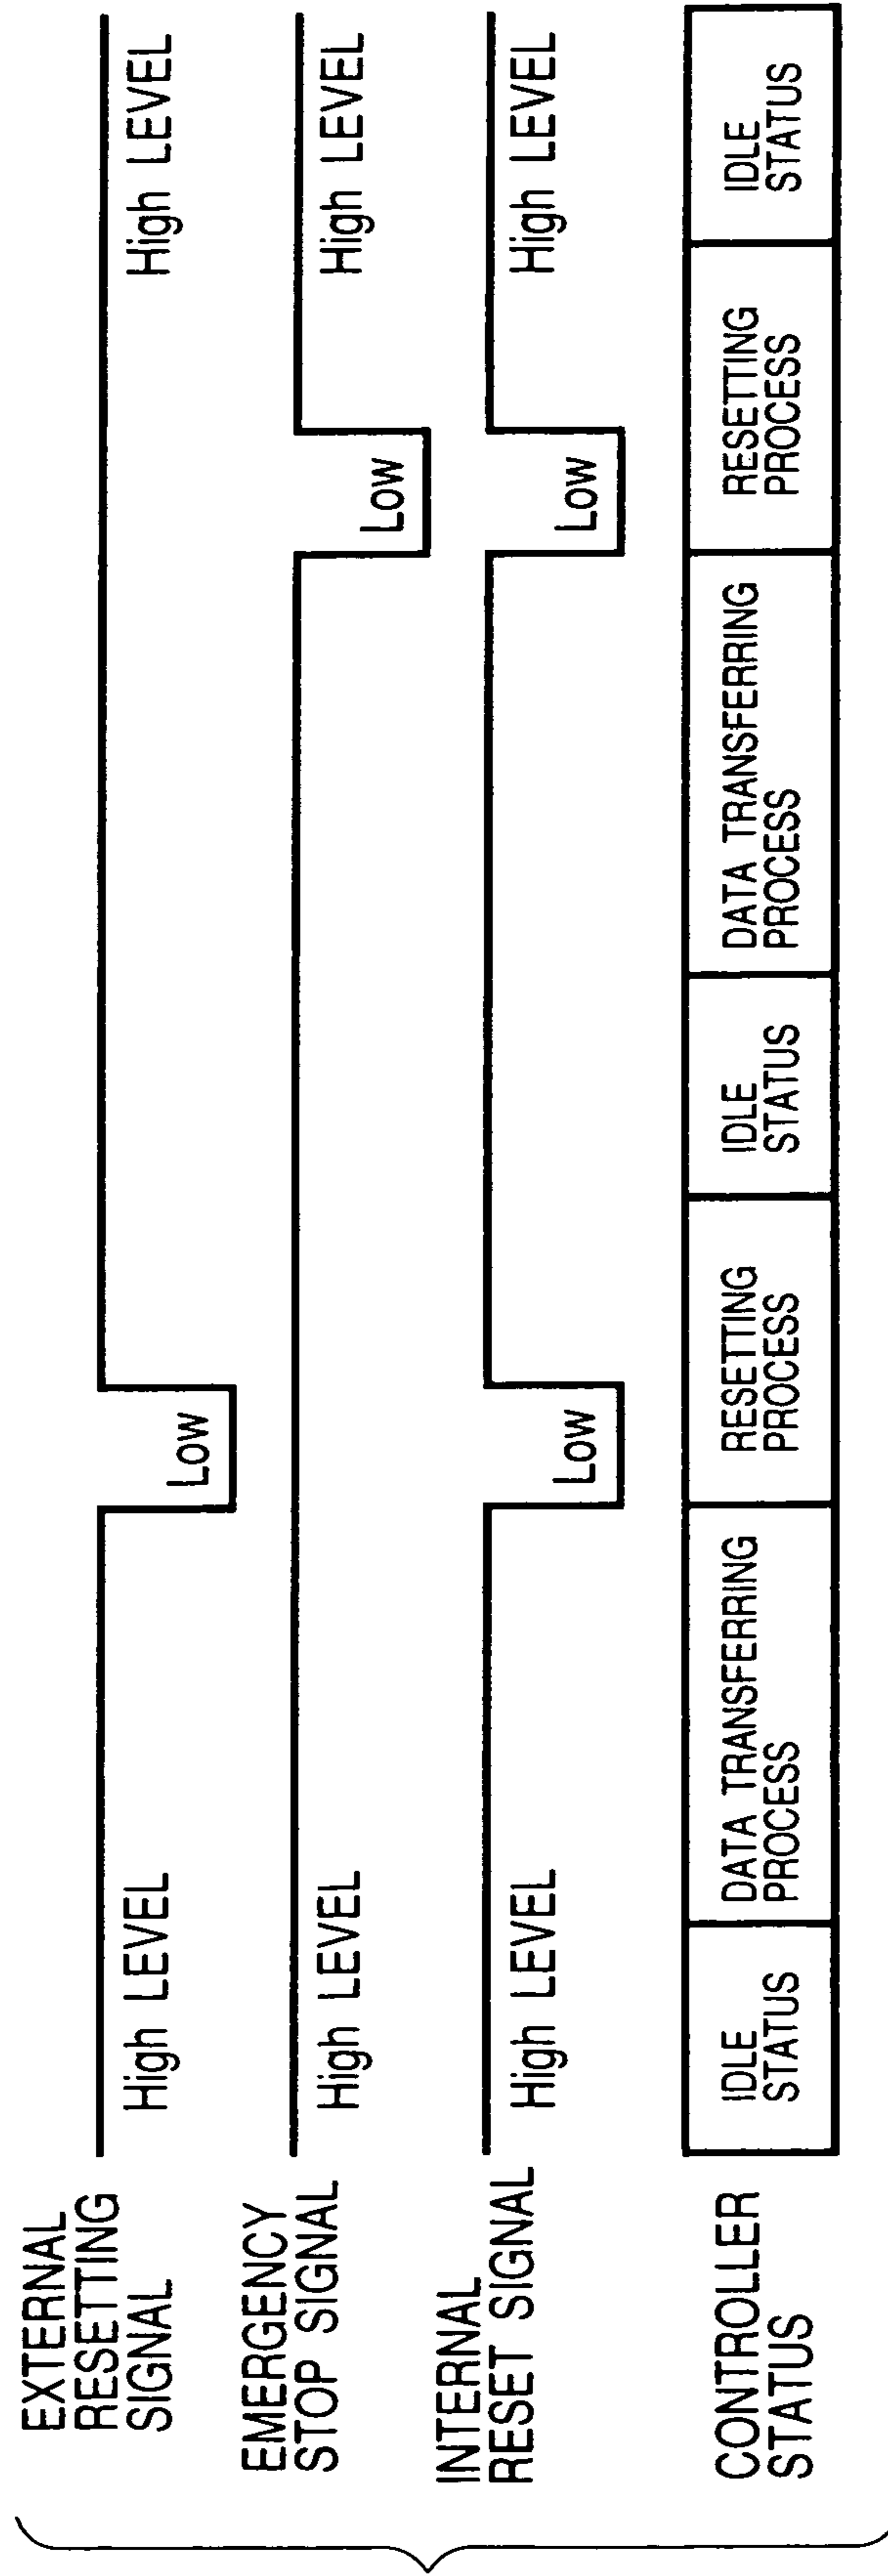 EXTERNAL
RESETTING
SIGNAL
High LEVEL
Low
High LEVEL
EMERGENCY
STOP SIGNAL
High LEVEL
Low
High LEVEL
INTERNAL
RESET SIGNAL
High LEVEL
Low
Low
High LEVEL
CONTROLLER
STATUS
IDLE
STATUS
DATA TRANSFERRING
PROCESS
RESETTING
PROCESS
IDLE
STATUS
DATA TRANSFERRING
PROCESS
RESETTING
PROCESS
IDLE
STATUS